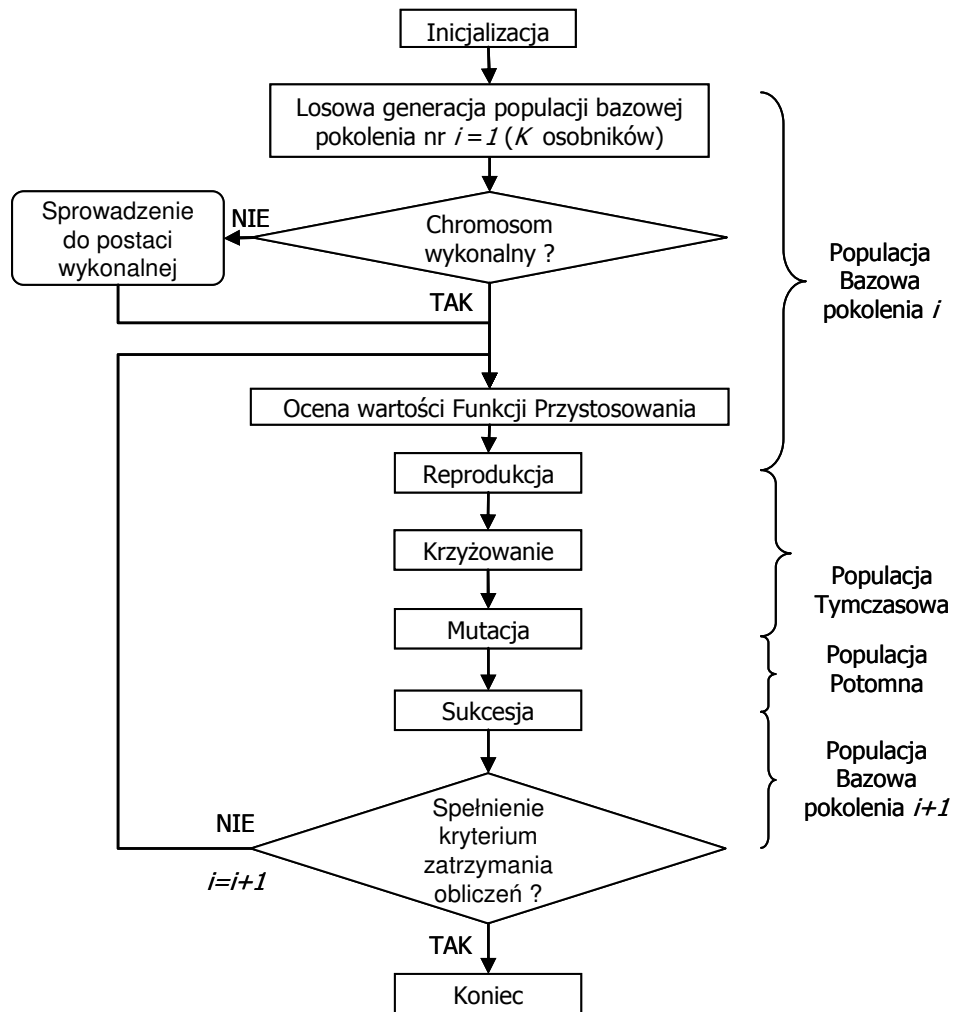 Inicjalizacja
Losowa generacja populacji bazowej
pokolenia nr i = 1 (K osobników)
Sprowadzenie
do postaci
wykonalnej
NIE
Chromosom
wykonalny ?
TAK
Populacja
Bazowa
pokolenia i
Ocena wartości Funkcji Przystosowania
Reprodukcja
Krzyżowanie
Populacja
Tymczasowa
Mutacja
Populacja
Potomna
Sukcesja
Populacja
Bazowa
pokolenia i+1
Spełnienie
kryterium
zatrzymania
obliczeń ?
NIE
i=i+1
TAK
Koniec